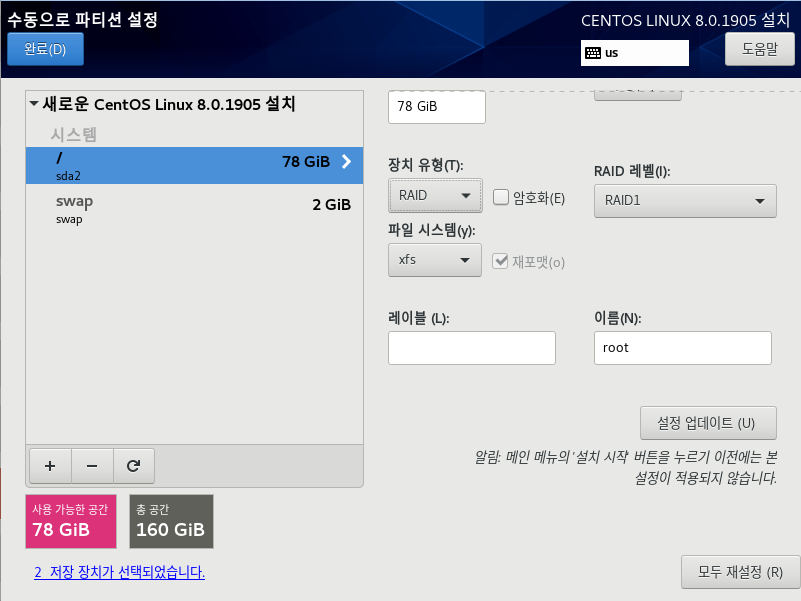 수동으로 파티션 설정
CENTOS LINUX 8.0.1905 설치
완료(D)
us
도움말
새로운 CentOS Linux 8.0.1905 설치
시스템
/
78 GiB
sda2
swap
2 GiB
swap
78 GiB
장치 유형(T):
RAID 레벨(I):
RAID
암호화(E)
RAID1
파일 시스템(y):
xfs
재포맷(o)
레이블 (L):
이름(N):
root
설정 업데이트 (U)
알림: 메인 메뉴의 '설치 시작' 버튼을 누르기 이전에는 본
설정이 적용되지 않습니다.
사용 가능한 공간
78 GiB
총 공간
160 GiB
2 저장 장치가 선택되었습니다.
모두 재설정 (R)